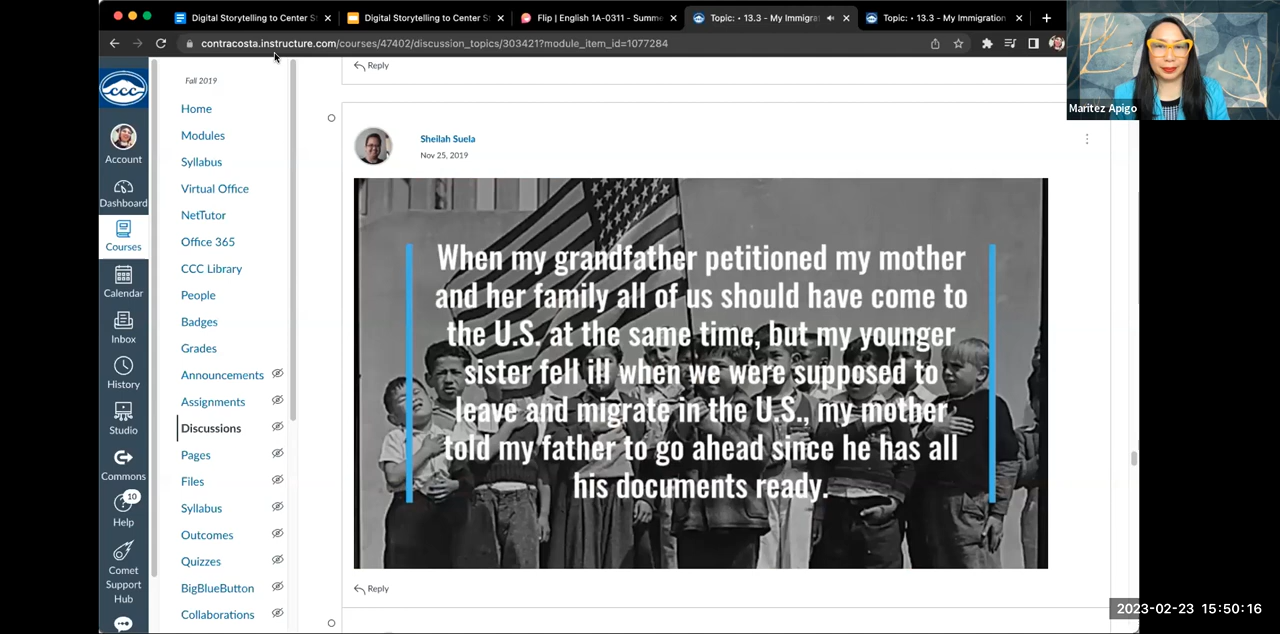 Digital Storytelling to Center St
Digital Storytelling to Center S
Flip | English 1A-0311 - Summe
Topic: • 13.3 - My Immigra
Topic: • 13.3 - My Immigration
contracosta.instructure.com/courses/47402/discussion_topics/303421?module_item_id=1077284
Maritez Apigo
CCC
Account
Dashboard
Courses
Calendar
Inbox
History
Studio
Commons
10
Help
Comet
Support
Hub
Fall 2019
Home
Modules
Syllabus
Virtual Office
NetTutor
Office 365
CCC Library
People
Badges
Grades
Announcements
Assignments
Discussions
Pages
Files
Syllabus
Outcomes
Quizzes
BigBlueButton
Collaborations
Reply
Sheilah Suela
Nov 25, 2019
When my grandfather petitioned my mother
and her family all of us should have come to
the U.S. at the same time, but my younger
sister fell ill when we were supposed to
leave and migrate in the U.S., my mother
told my father to go ahead since he has all
his documents ready.
Reply
2023-02-23 15:50:16